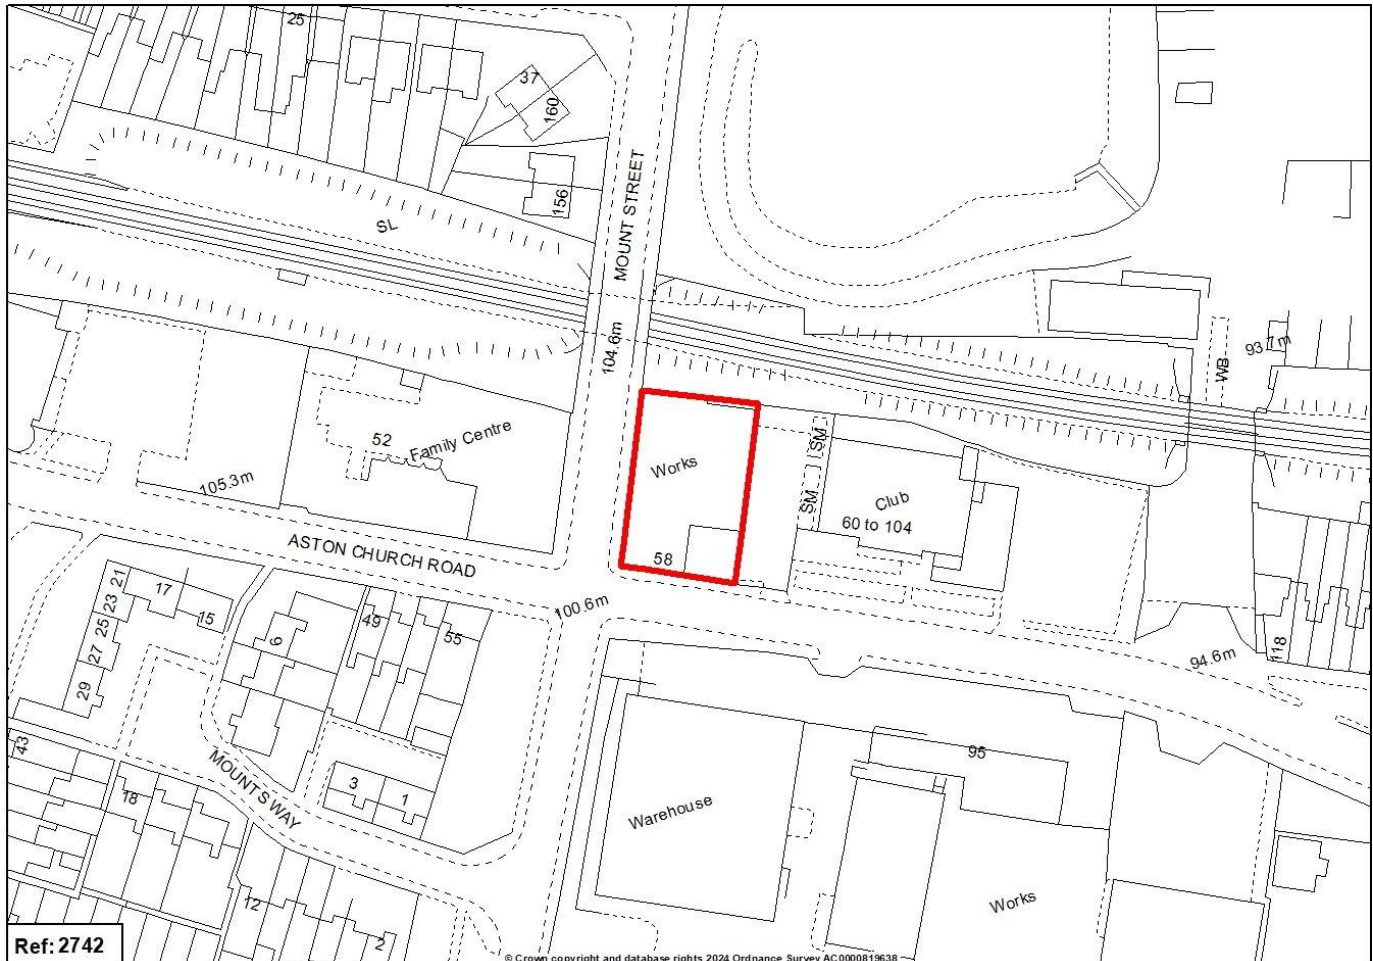 25
37
160
156
MOUNT STREET
SL
104.6m
93.7m
WB
52
Family Centre
Works
SM
SM
Club
60 to 104
105.3m
ASTON CHURCH ROAD
58
100.6m
94.6m
118
21
23
25
27
29
17
15
9
49
55
43
MOUNTS WAY
3
1
18
12
2
Warehouse
95
Works
Ref: 2742
© Crown copyright and database rights 2024 Ordnance Survey AC0000819638